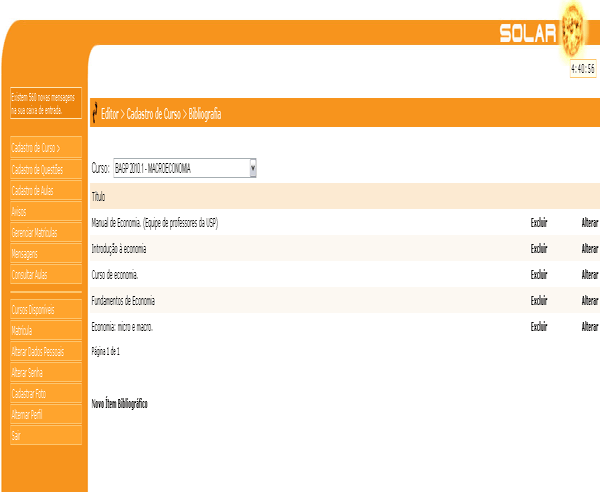 SOLAR
4:40:56
Existem 560 novas mensagens
na sua caixa de entrada.
Editor > Cadastro de Curso > Bibliografia
Cadastro de Curso >
Cadastro de Questões
Cadastro de Aulas
Avisos
Gerenciar Matrículas
Mensagens
Consultar Aulas
Cursos Disponíveis
Matrícula
Alterar Dados Pessoais
Alterar Senha
Cadastrar Foto
Alternar Perfil
Sair
Curso: BAGP 2010.1 - MACROECONOMIA
Título
Manual de Economia. (Equipe de professores da USP) Excluir Alterar
Introdução à economia Excluir Alterar
Curso de economia. Excluir Alterar
Fundamentos de Economia Excluir Alterar
Economia: micro e macro. Excluir Alterar
Página 1 de 1
Novo Ítem Bibliográfico